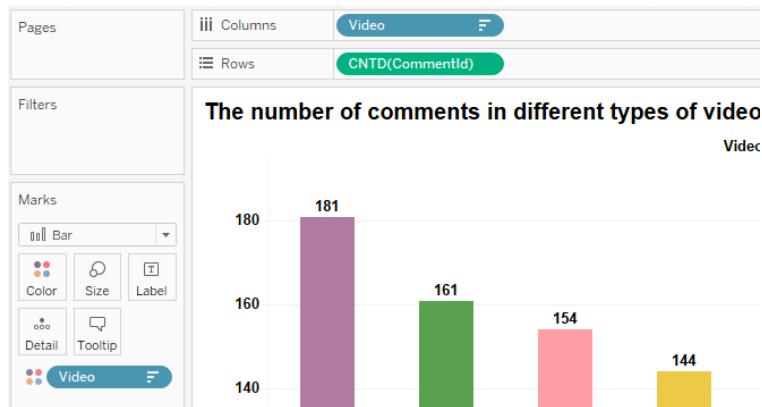 Pages
Columns
Video
Rows
CNTD(CommentId)
Filters
The number of comments in different types of video
Video
Marks
Bar
Color
Size
T
Label
Detail
Tooltip
Video
180
160
140
181
161
154
144